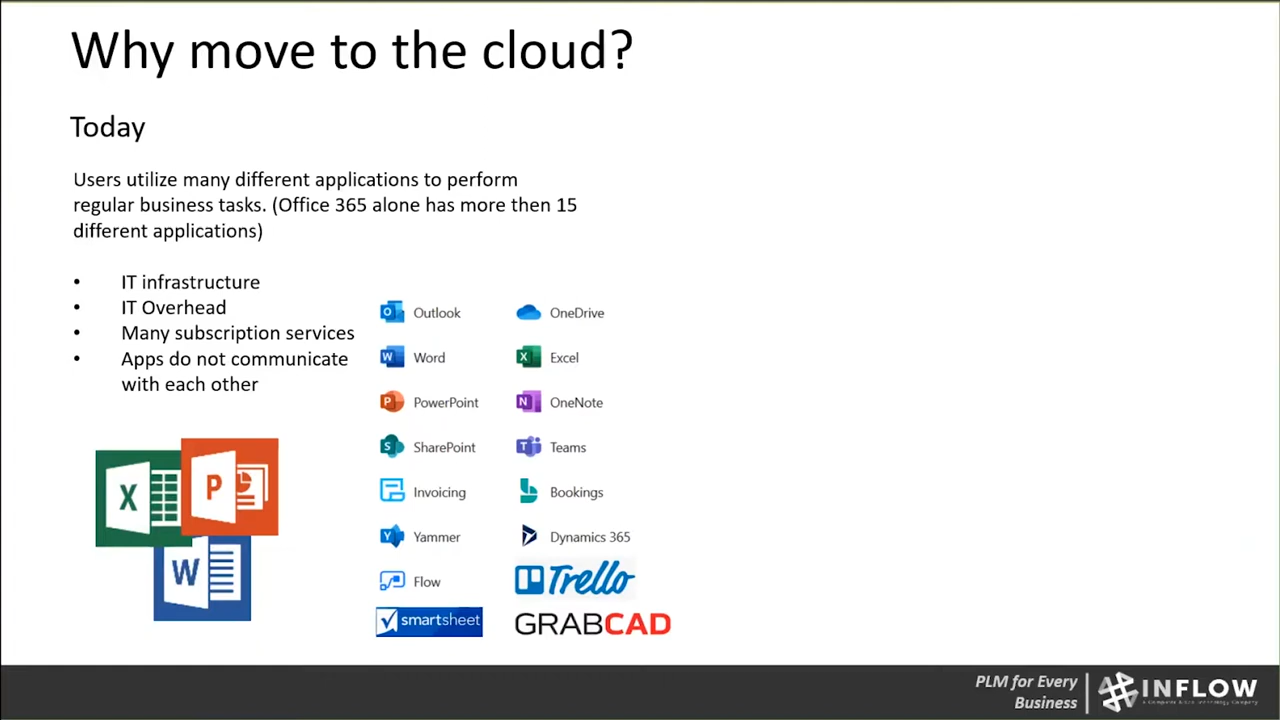 Why move to the cloud?
Today
Users utilize many different applications to perform
regular business tasks. (Office 365 alone has more then 15
different applications)
• IT infrastructure
• IT Overhead
• Many subscription services
• Apps do not communicate
with each other
Outlook
OneDrive
Word
Excel
PowerPoint
OneNote
SharePoint
Teams
Invoicing
Bookings
Yammer
Dynamics 365
Flow
Trello
smartsheet
GRABCAD
X
P
W
PLM for Every
Business
INFLOW